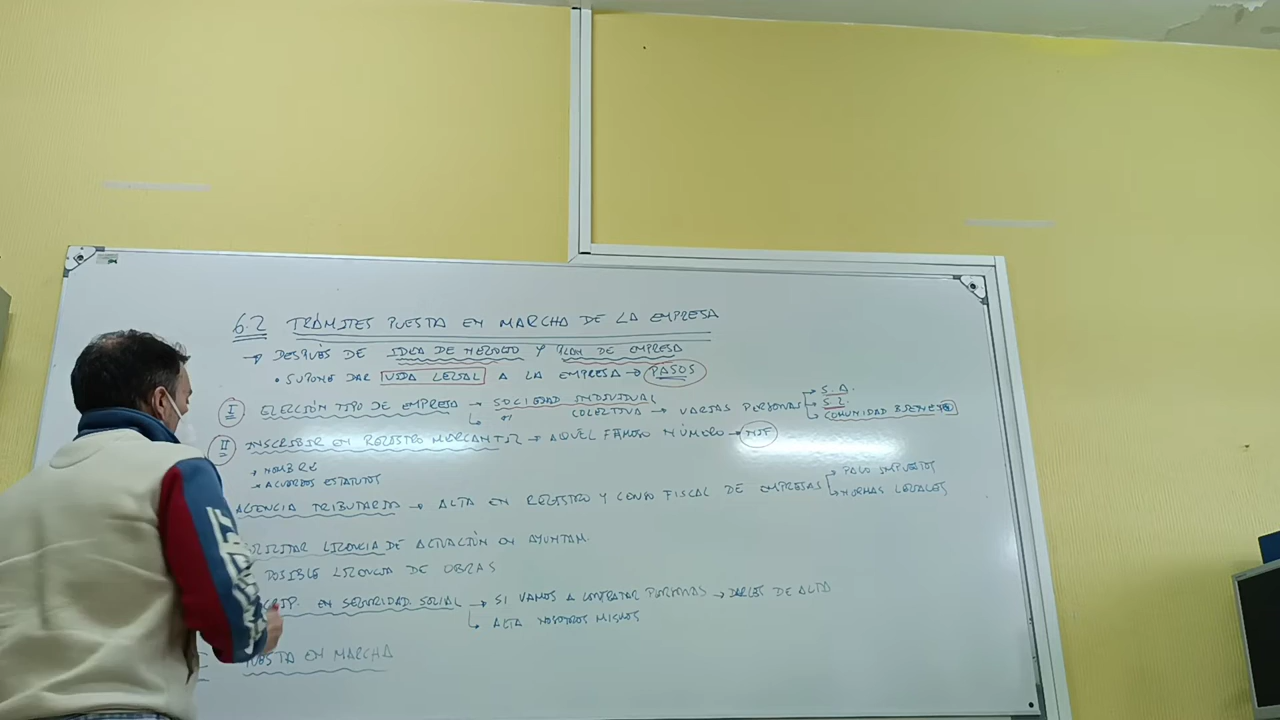 6.2 TRÁMITES PUESTA EN MARCHA DE LA EMPRESA
→ DESPUÉS DE IDEA DE NEGOCIO Y PLAN DE EMPRESA
• SUPONE DAR VIDA LEGAL A LA EMPRESA → PASOS
I ELECCIÓN TIPO DE EMPRESA → SOCIEDAD INDIVIDUAL
COLECTIVA → VARIAS PERSONAS
S.A.
S.L.
COMUNIDAD BIENES
II INSCRIBIR EN REGISTRO MERCANTIL → AQUEL FAMOSO NÚMERO → NIF
→ NOMBRE
→ ACUERDOS ESTATUTOS
AGENCIA TRIBUTARIA → ALTA EN REGISTRO Y CENSO FISCAL DE EMPRESAS
→ PAGO IMPUESTOS
→ NORMAS LEGALES
LICENCIA DE ACTUACIÓN EN AYUNTAM.
POSIBLE LICENCIA DE OBRAS
CRIP. EN SEGURIDAD SOCIAL → SI VAMOS A CONTRATAR PERSONAS → DARLES DE ALTA
ALTA NOSOTROS MISMOS
UESTA EN MARCHA